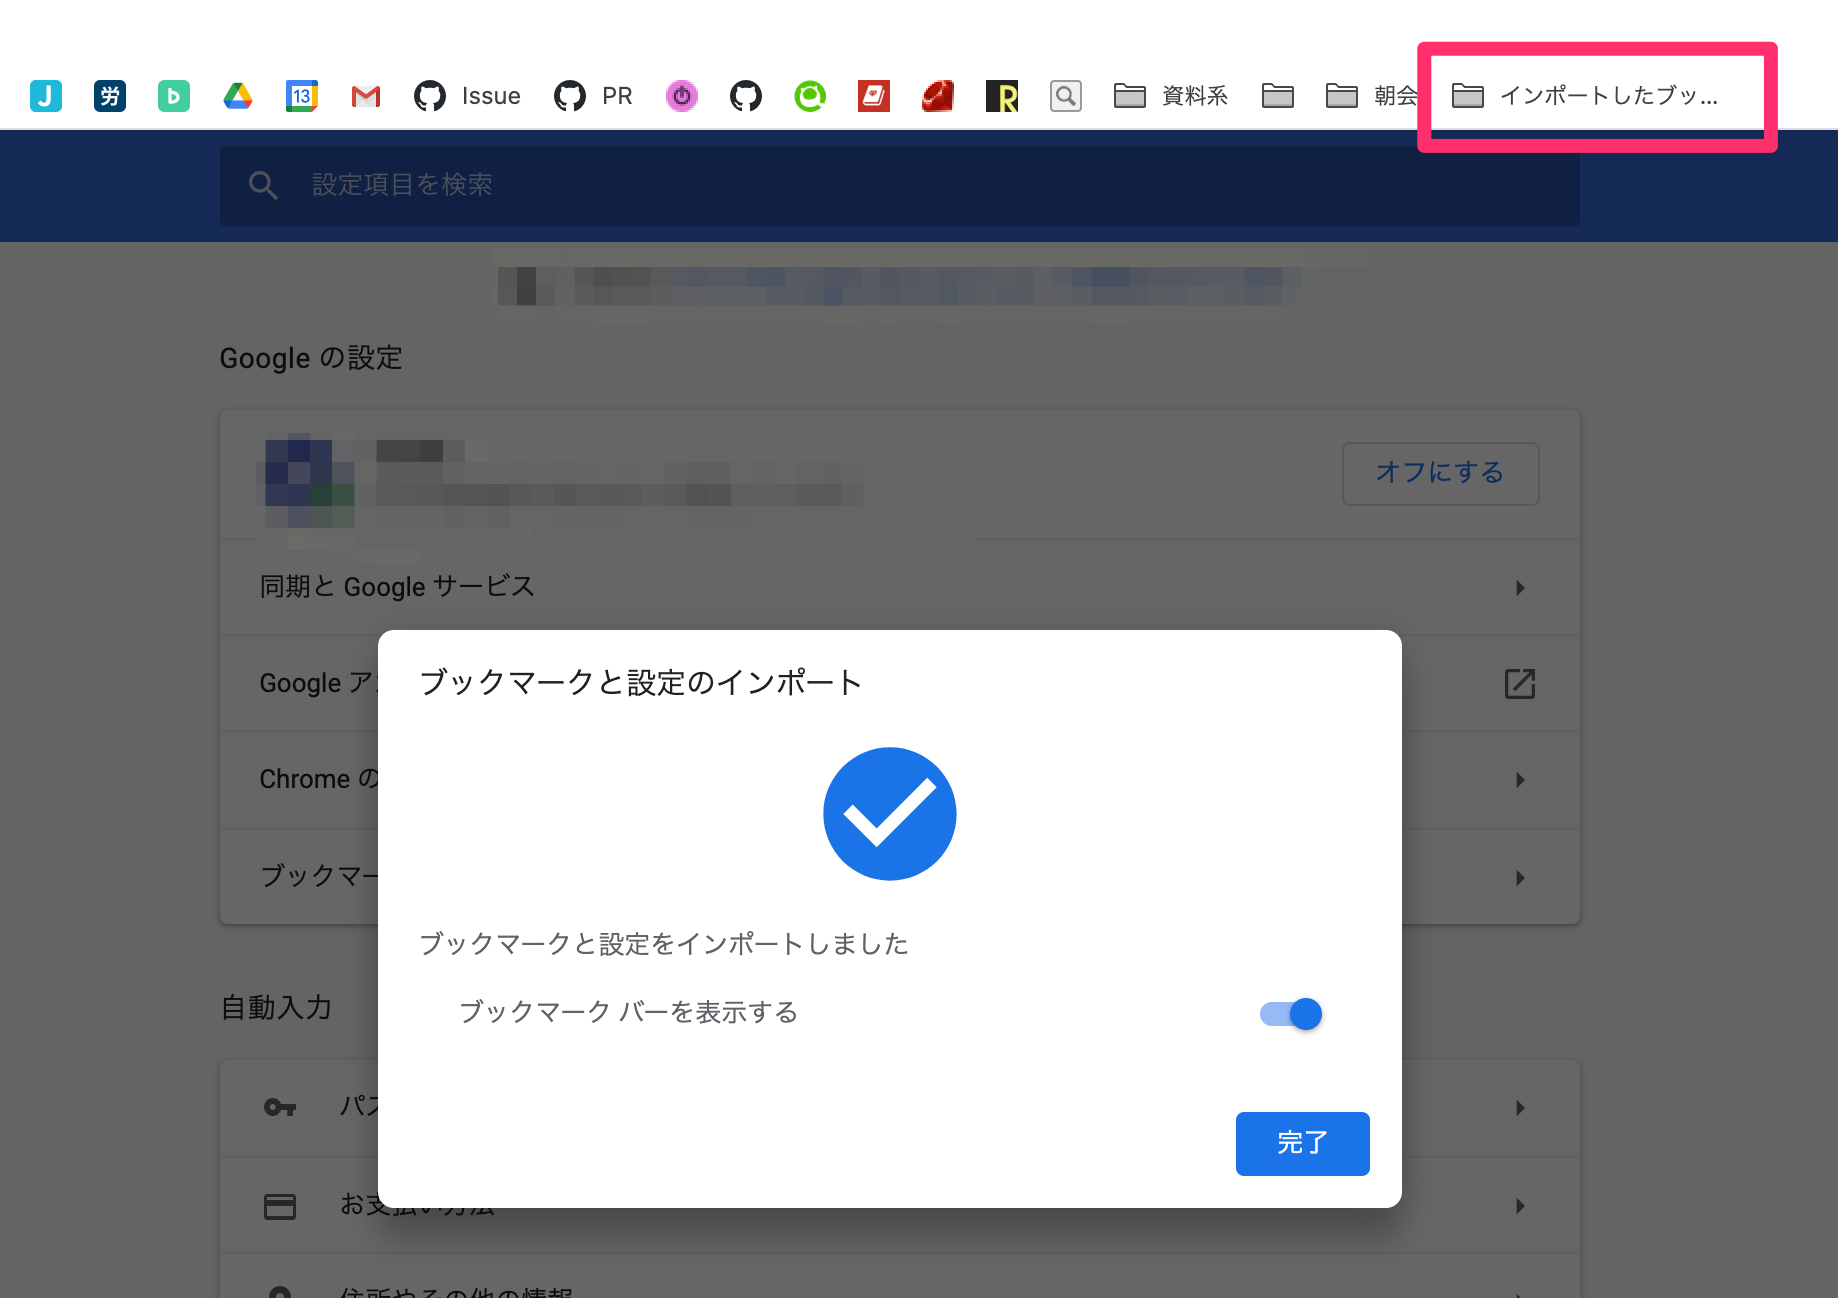 J 労 b 13 Issue PR R 資料系 朝会 インポートしたブッ...
設定項目を検索
Google の設定
オフにする
同期と Google サービス
Google ア
Chrome の
ブックマー
ブックマークと設定のインポート
ブックマークと設定をインポートしました
ブックマーク バーを表示する
完了
自動入力
パス
お支払い方法
住所やその他の情報